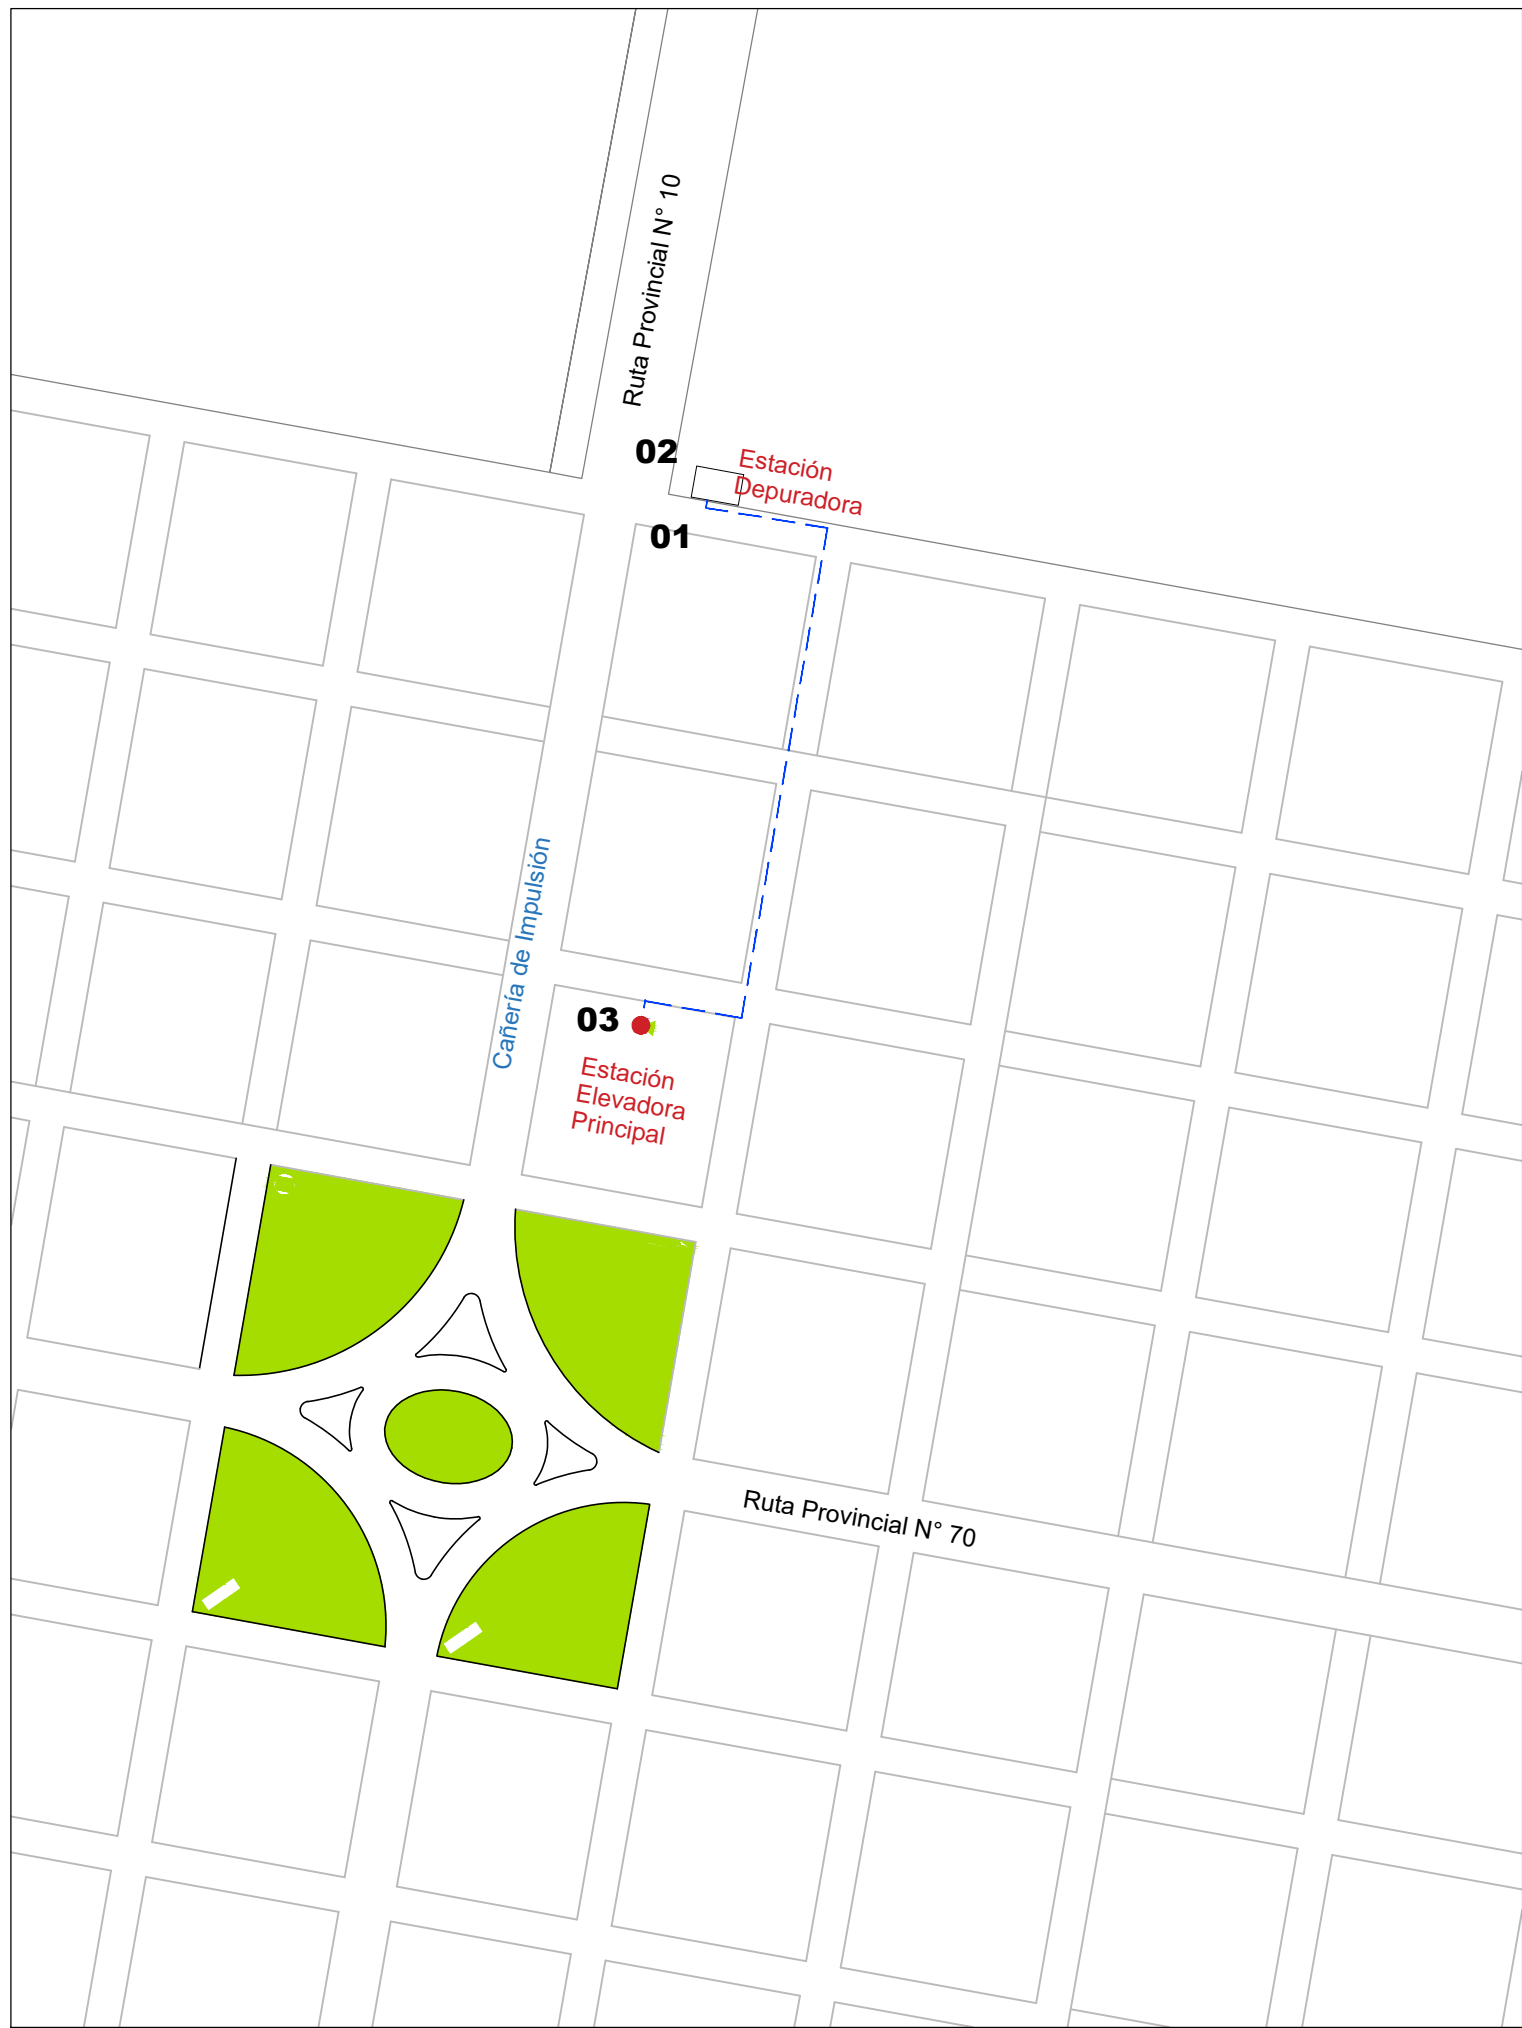 Ruta Provincial N° 10
02
Estación
Depuradora
01
Cañería de Impulsión
03
Estación
Elevadora
Principal
Ruta Provincial N° 70